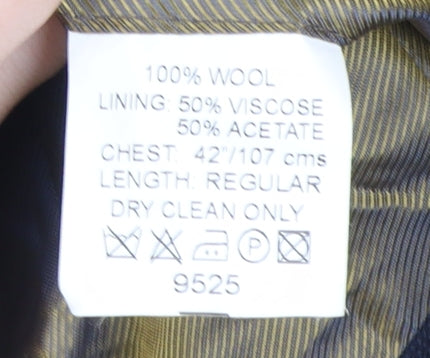 100% WOOL
LINING: 50% VISCOSE
50% ACETATE
CHEST: 42"/107 cms
LENGTH: REGULAR
DRY CLEAN ONLY
P
9525